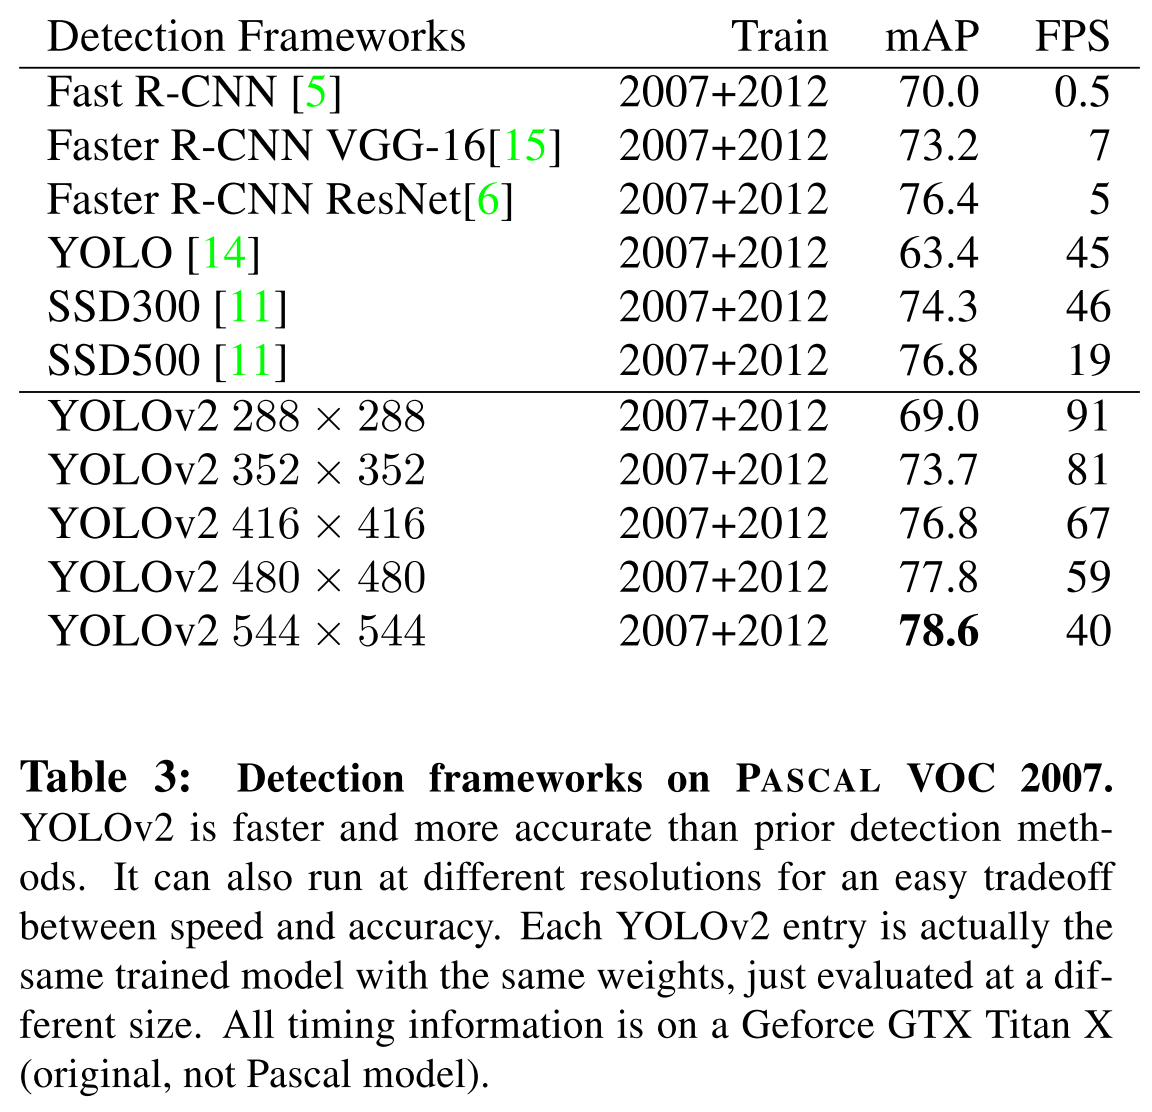 Detection Frameworks Train mAP FPS
Fast R-CNN [5] 2007+2012 70.0 0.5
Faster R-CNN VGG-16[15] 2007+2012 73.2 7
Faster R-CNN ResNet[6] 2007+2012 76.4 5
YOLO [14] 2007+2012 63.4 45
SSD300 [11] 2007+2012 74.3 46
SSD500 [11] 2007+2012 76.8 19
YOLOv2 288 × 288 2007+2012 69.0 91
YOLOv2 352 × 352 2007+2012 73.7 81
YOLOv2 416 × 416 2007+2012 76.8 67
YOLOv2 480 × 480 2007+2012 77.8 59
YOLOv2 544 × 544 2007+2012 78.6 40
Table 3: Detection frameworks on PASCAL VOC 2007.
YOLOv2 is faster and more accurate than prior detection meth-
ods. It can also run at different resolutions for an easy tradeoff
between speed and accuracy. Each YOLOv2 entry is actually the
same trained model with the same weights, just evaluated at a dif-
ferent size. All timing information is on a Geforce GTX Titan X
(original, not Pascal model).